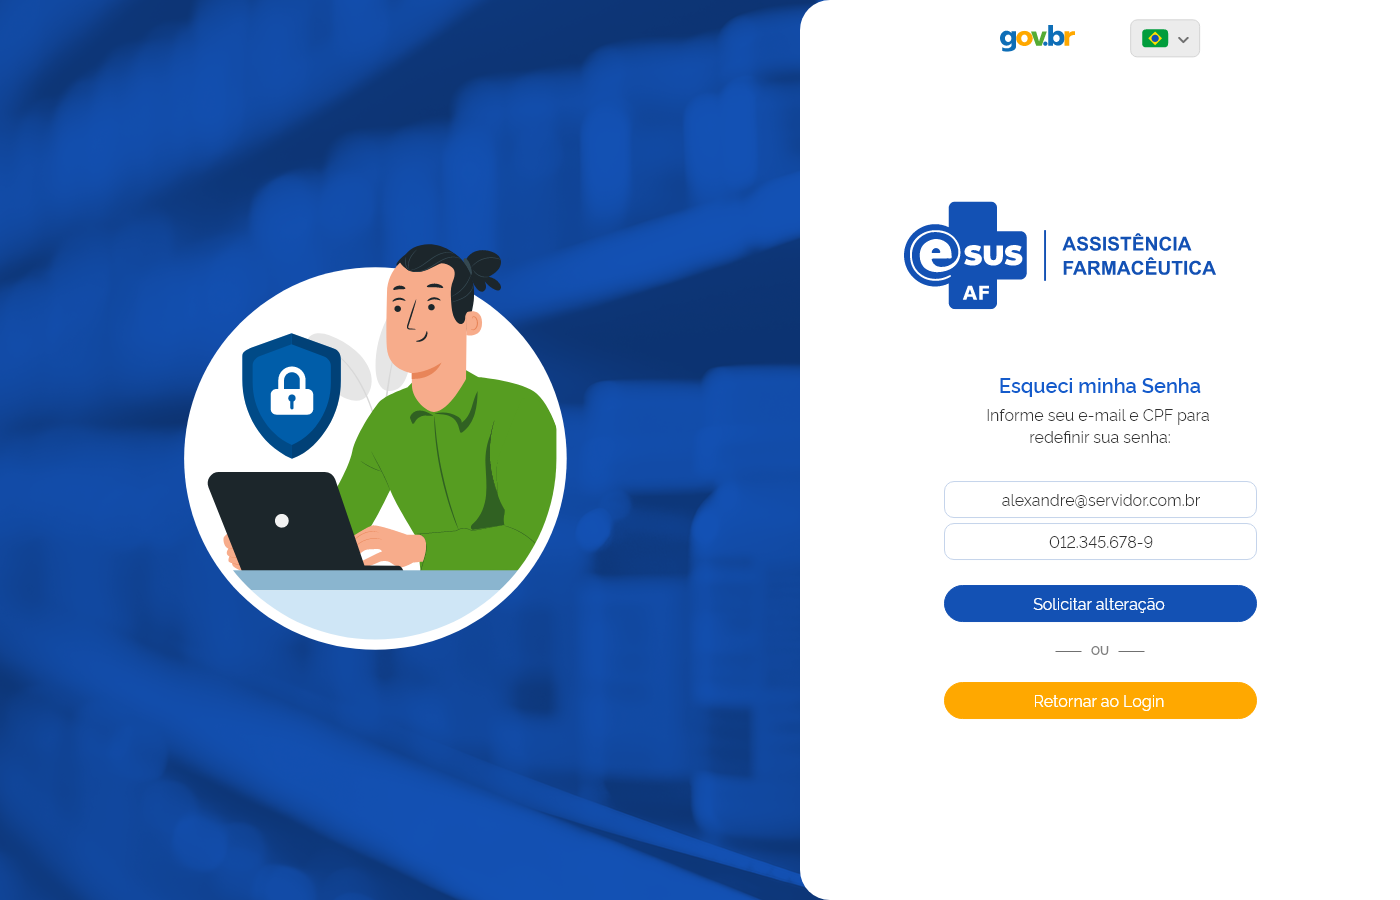 gov.br
e sus
AF
ASSISTÊNCIA
FARMACÊUTICA
Esqueci minha Senha
Informe seu e-mail e CPF para
redefinir sua senha:
alexandre@servidor.com.br
012.345.678-9
Solicitar alteração
OU
Retornar ao Login